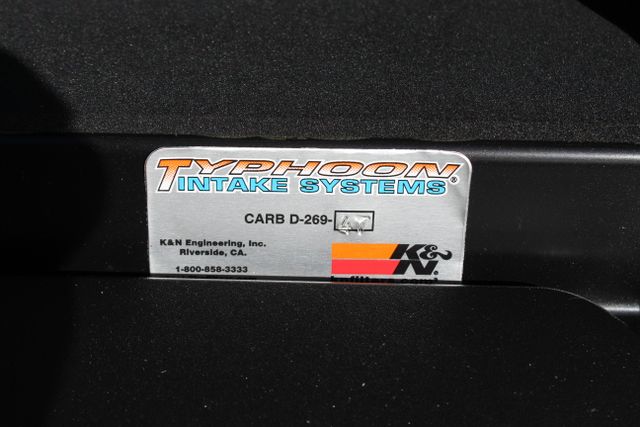 TYPHOON
INTAKE SYSTEMS®
CARB D-269-
K&N Engineering, Inc.
Riverside, CA.
1-800-858-3333
K&N